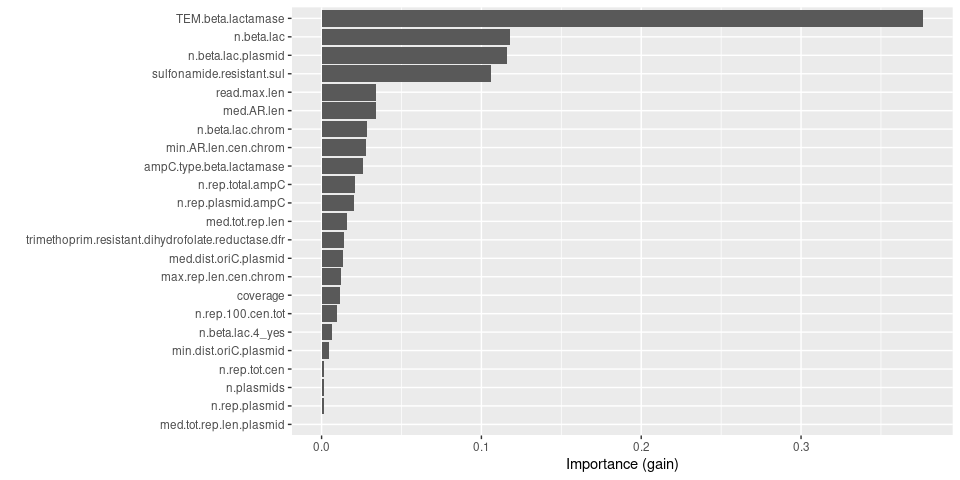 TEM.beta.lactamase
n.beta.lac
n.beta.lac.plasmid
sulfonamide.resistant.sul
read.max.len
med.AR.len
n.beta.lac.chrom
min.AR.len.cen.chrom
ampC.type.beta.lactamase
n.rep.total.ampC
n.rep.plasmid.ampC
med.tot.rep.len
trimethoprim.resistant.dihydrofolate.reductase.dfr
med.dist.oriC.plasmid
max.rep.len.cen.chrom
coverage
n.rep.100.cen.tot
n.beta.lac.4_yes
min.dist.oriC.plasmid
n.rep.tot.cen
n.plasmids
n.rep.plasmid
med.tot.rep.len.plasmid
0.0 0.1 0.2 0.3
Importance (gain)